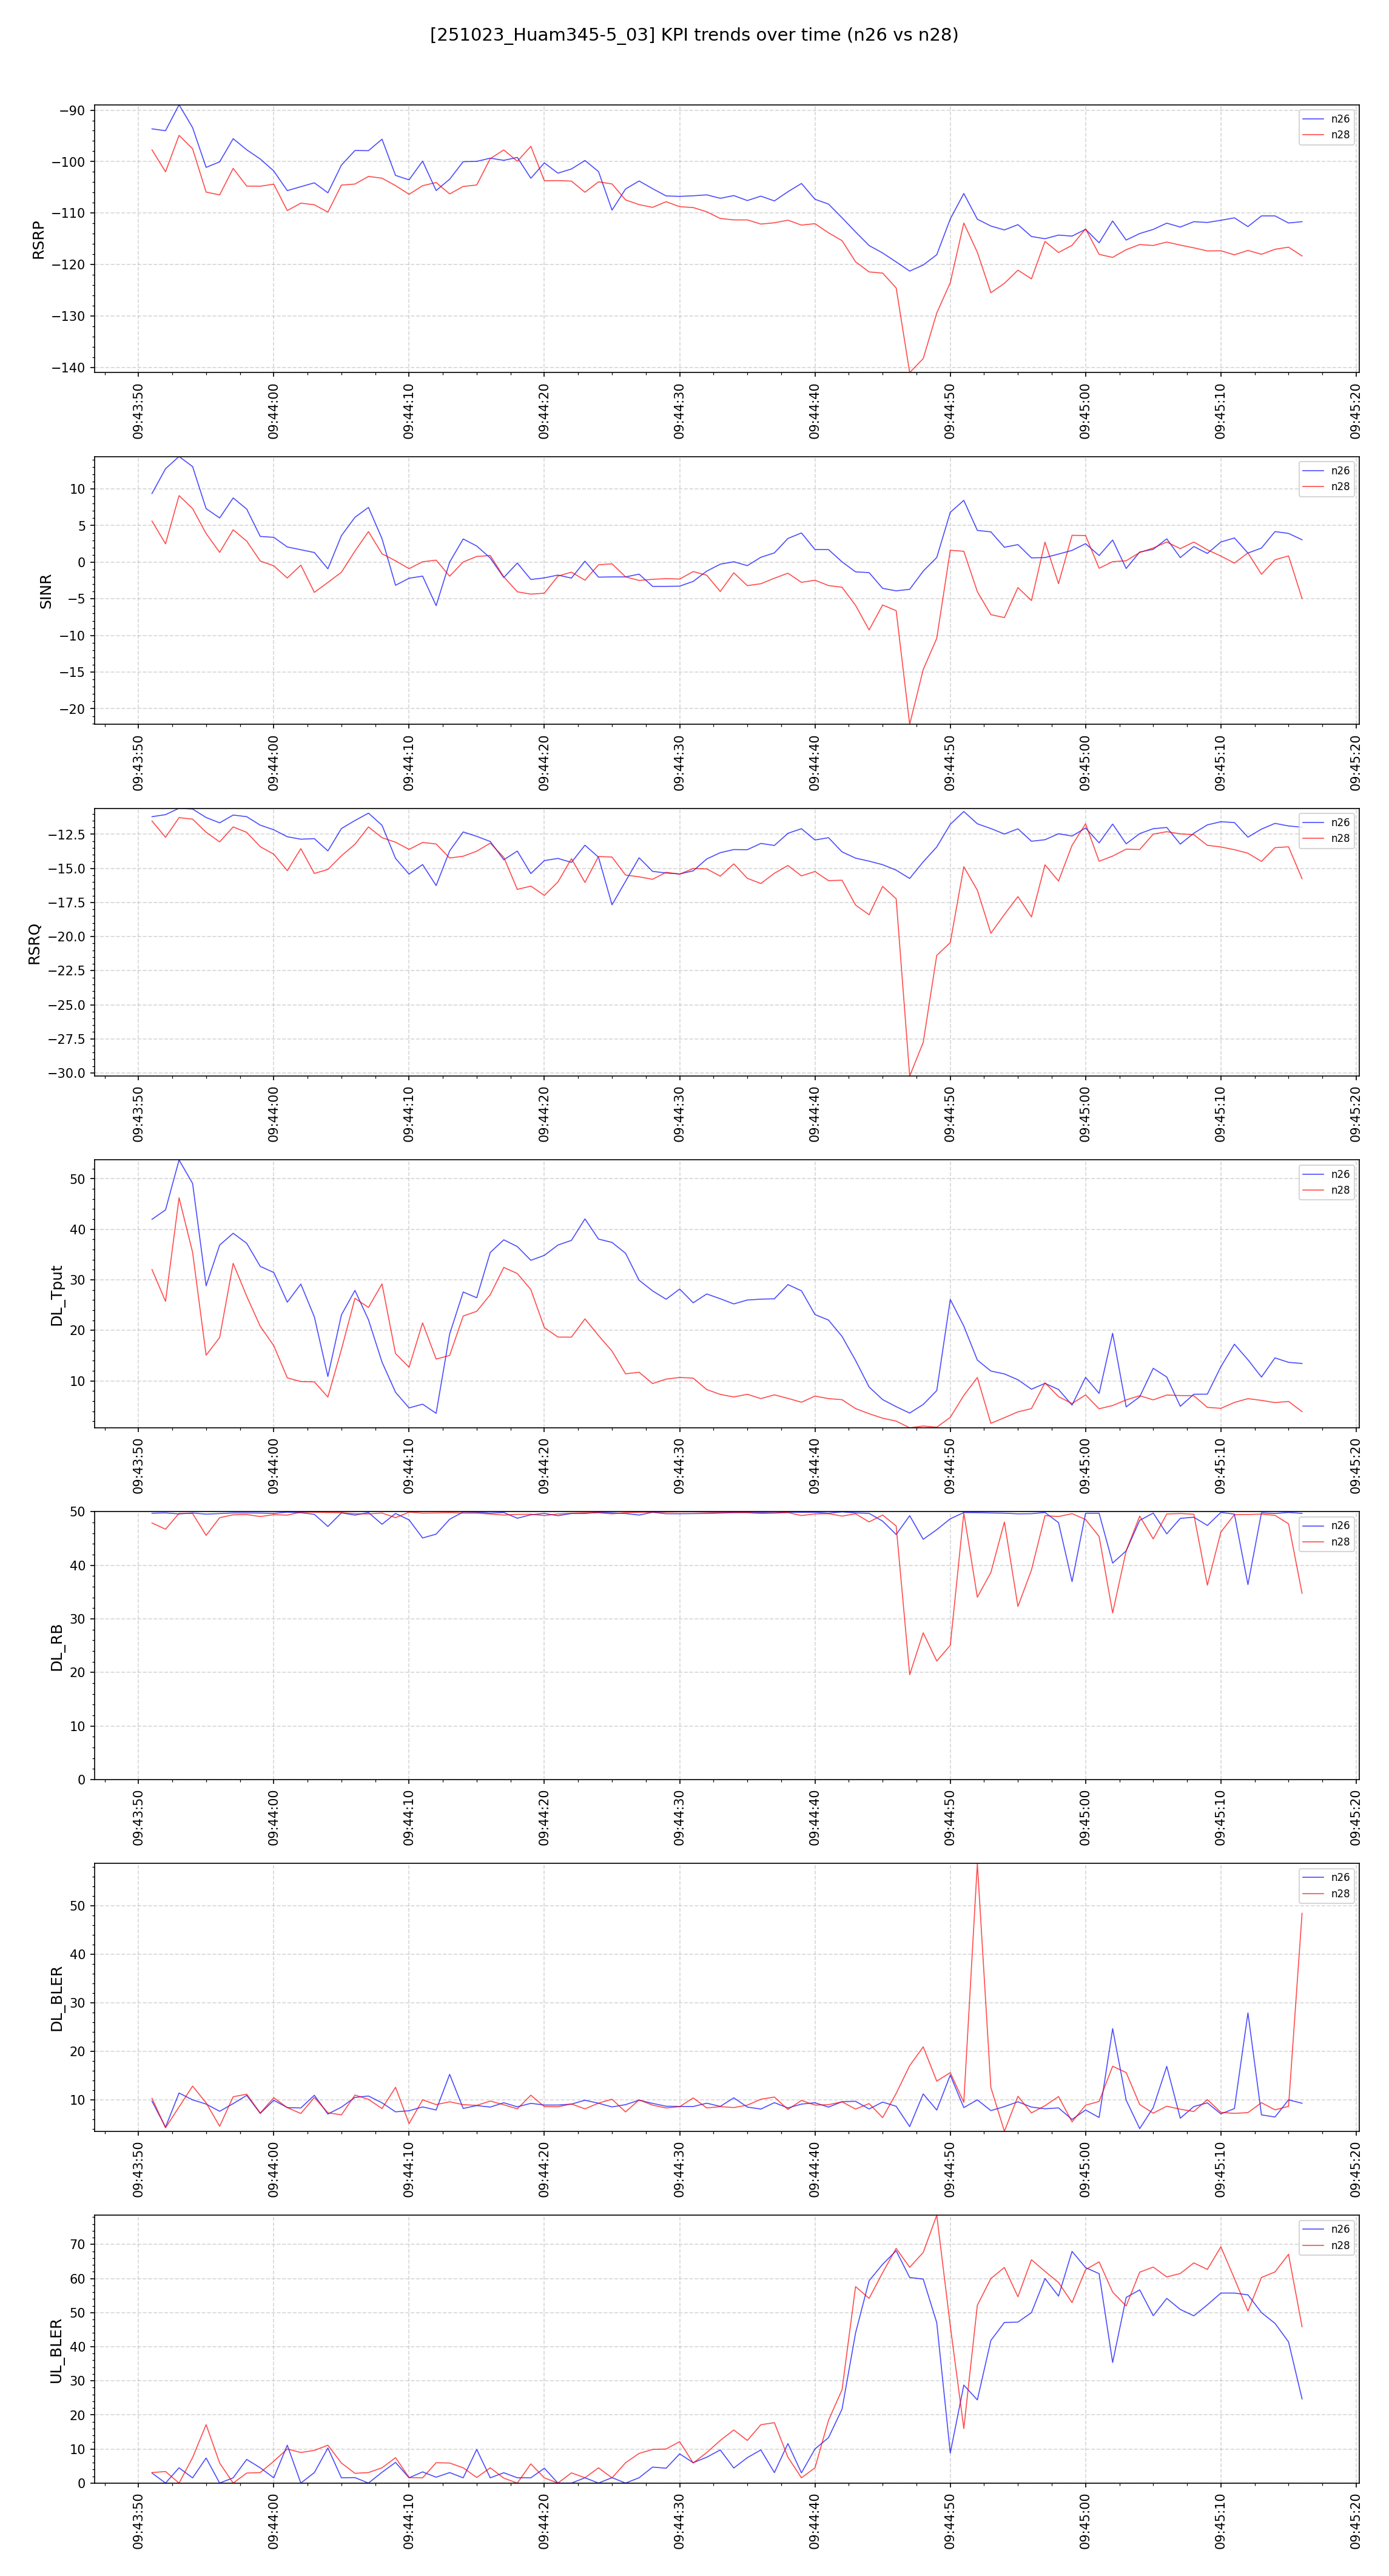 [251023_Huam345-5_03] KPI trends over time (n26 vs n28)
RSRP
−90
−100
−110
−120
−130
−140
n26
n28
09:43:50 09:44:00 09:44:10 09:44:20 09:44:30 09:44:40 09:44:50 09:45:00 09:45:10 09:45:20
SINR
10
5
0
−5
−10
−15
−20
n26
n28
09:43:50 09:44:00 09:44:10 09:44:20 09:44:30 09:44:40 09:44:50 09:45:00 09:45:10 09:45:20
RSRQ
−12.5
−15.0
−17.5
−20.0
−22.5
−25.0
−27.5
−30.0
n26
n28
09:43:50 09:44:00 09:44:10 09:44:20 09:44:30 09:44:40 09:44:50 09:45:00 09:45:10 09:45:20
DL_Tput
50
40
30
20
10
n26
n28
09:43:50 09:44:00 09:44:10 09:44:20 09:44:30 09:44:40 09:44:50 09:45:00 09:45:10 09:45:20
DL_RB
50
40
30
20
10
0
n26
n28
09:43:50 09:44:00 09:44:10 09:44:20 09:44:30 09:44:40 09:44:50 09:45:00 09:45:10 09:45:20
DL_BLER
50
40
30
20
10
n26
n28
09:43:50 09:44:00 09:44:10 09:44:20 09:44:30 09:44:40 09:44:50 09:45:00 09:45:10 09:45:20
UL_BLER
70
60
50
40
30
20
10
0
n26
n28
09:43:50 09:44:00 09:44:10 09:44:20 09:44:30 09:44:40 09:44:50 09:45:00 09:45:10 09:45:20